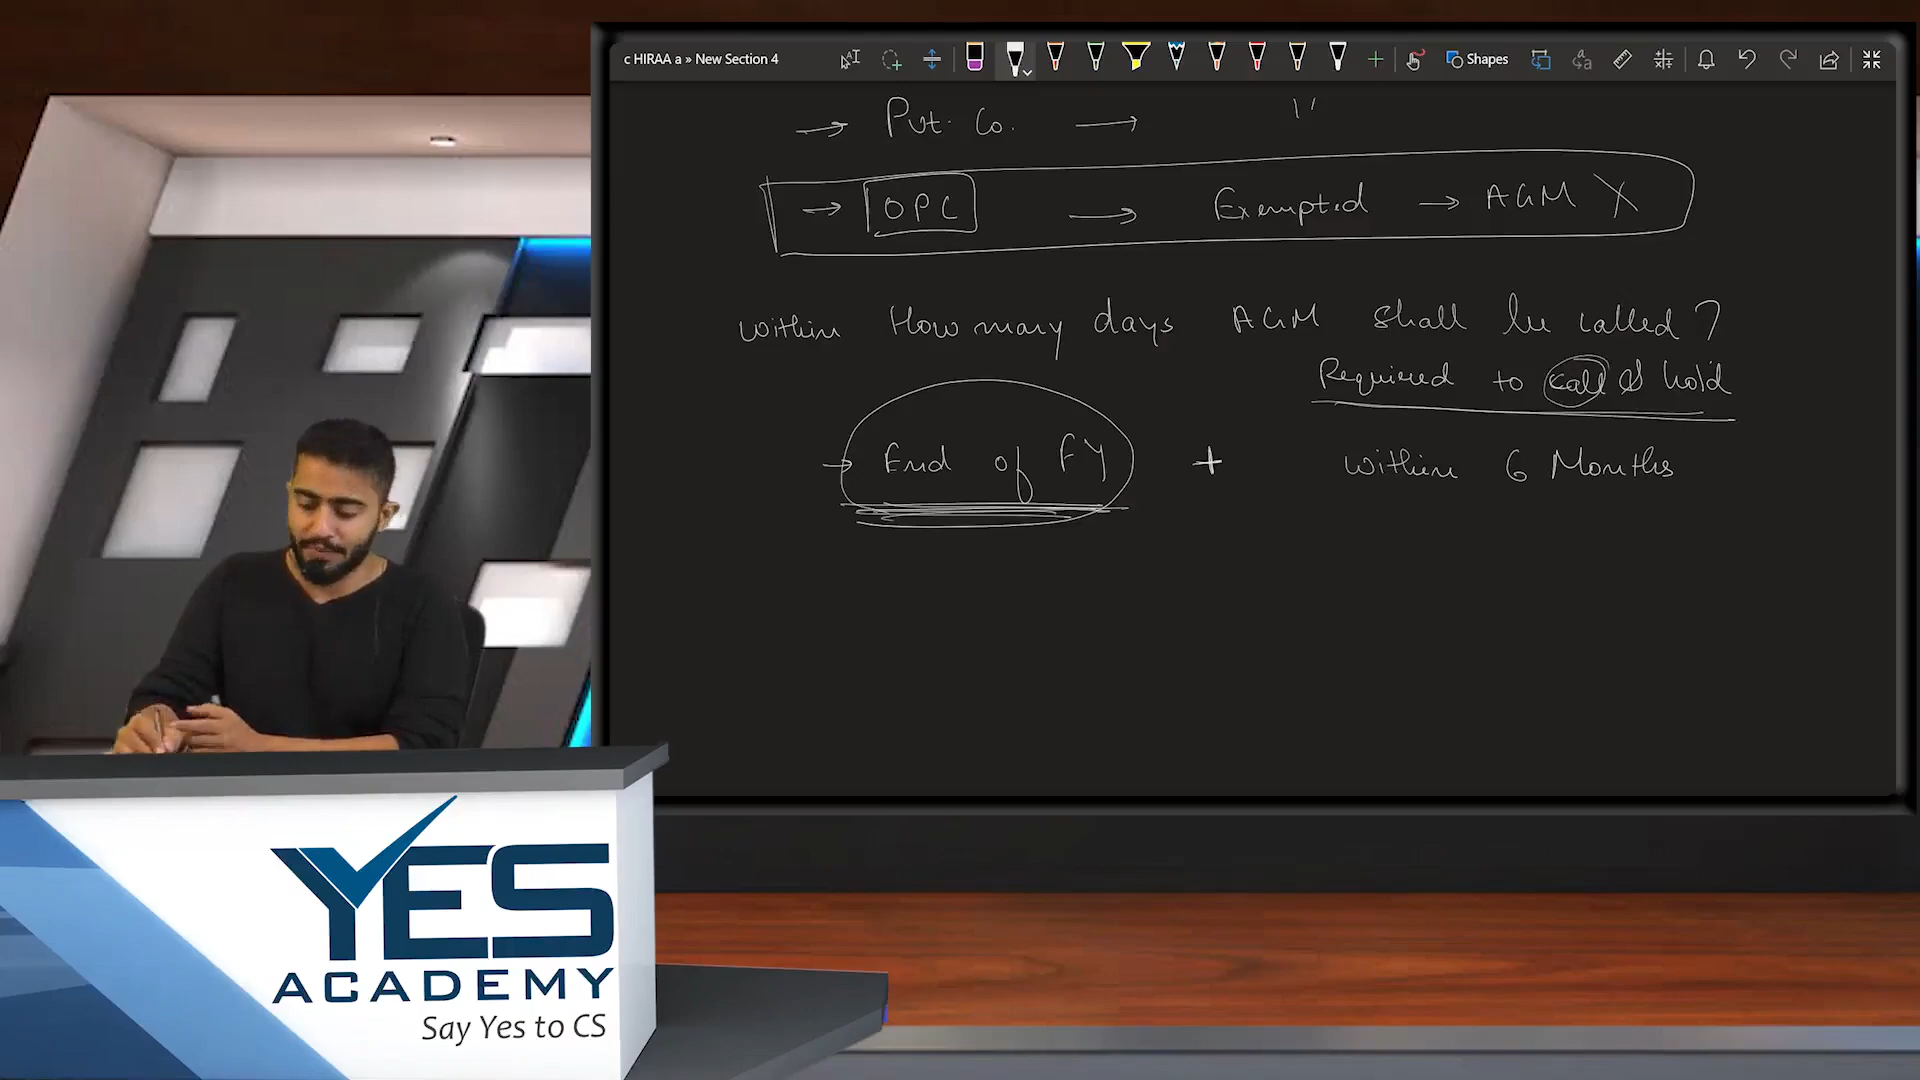 c HIRAA a » New Section 4
Shapes
→ Pvt. Co. → "
→ OPC → Exempted → AGM X
within How many days AGM shall be called?
Required to call & hold
→ End of FY + within 6 Months
YES
ACADEMY
Say Yes to CS